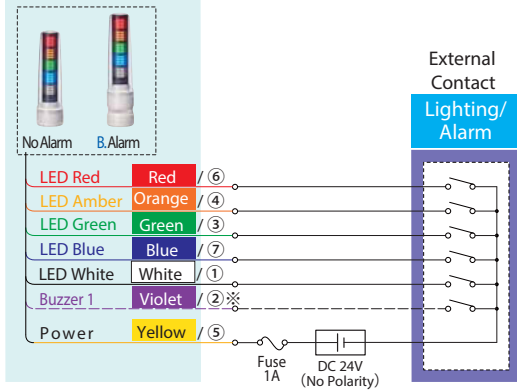 No Alarm
B.Alarm
External
Contact
Lighting/
Alarm
LED Red Red /⑥
LED Amber Orange /④
LED Green Green /③
LED Blue Blue /⑦
LED White White /①
Buzzer 1 Violet /②※
Power Yellow /⑤
Fuse
1A
DC 24V
(No Polarity)